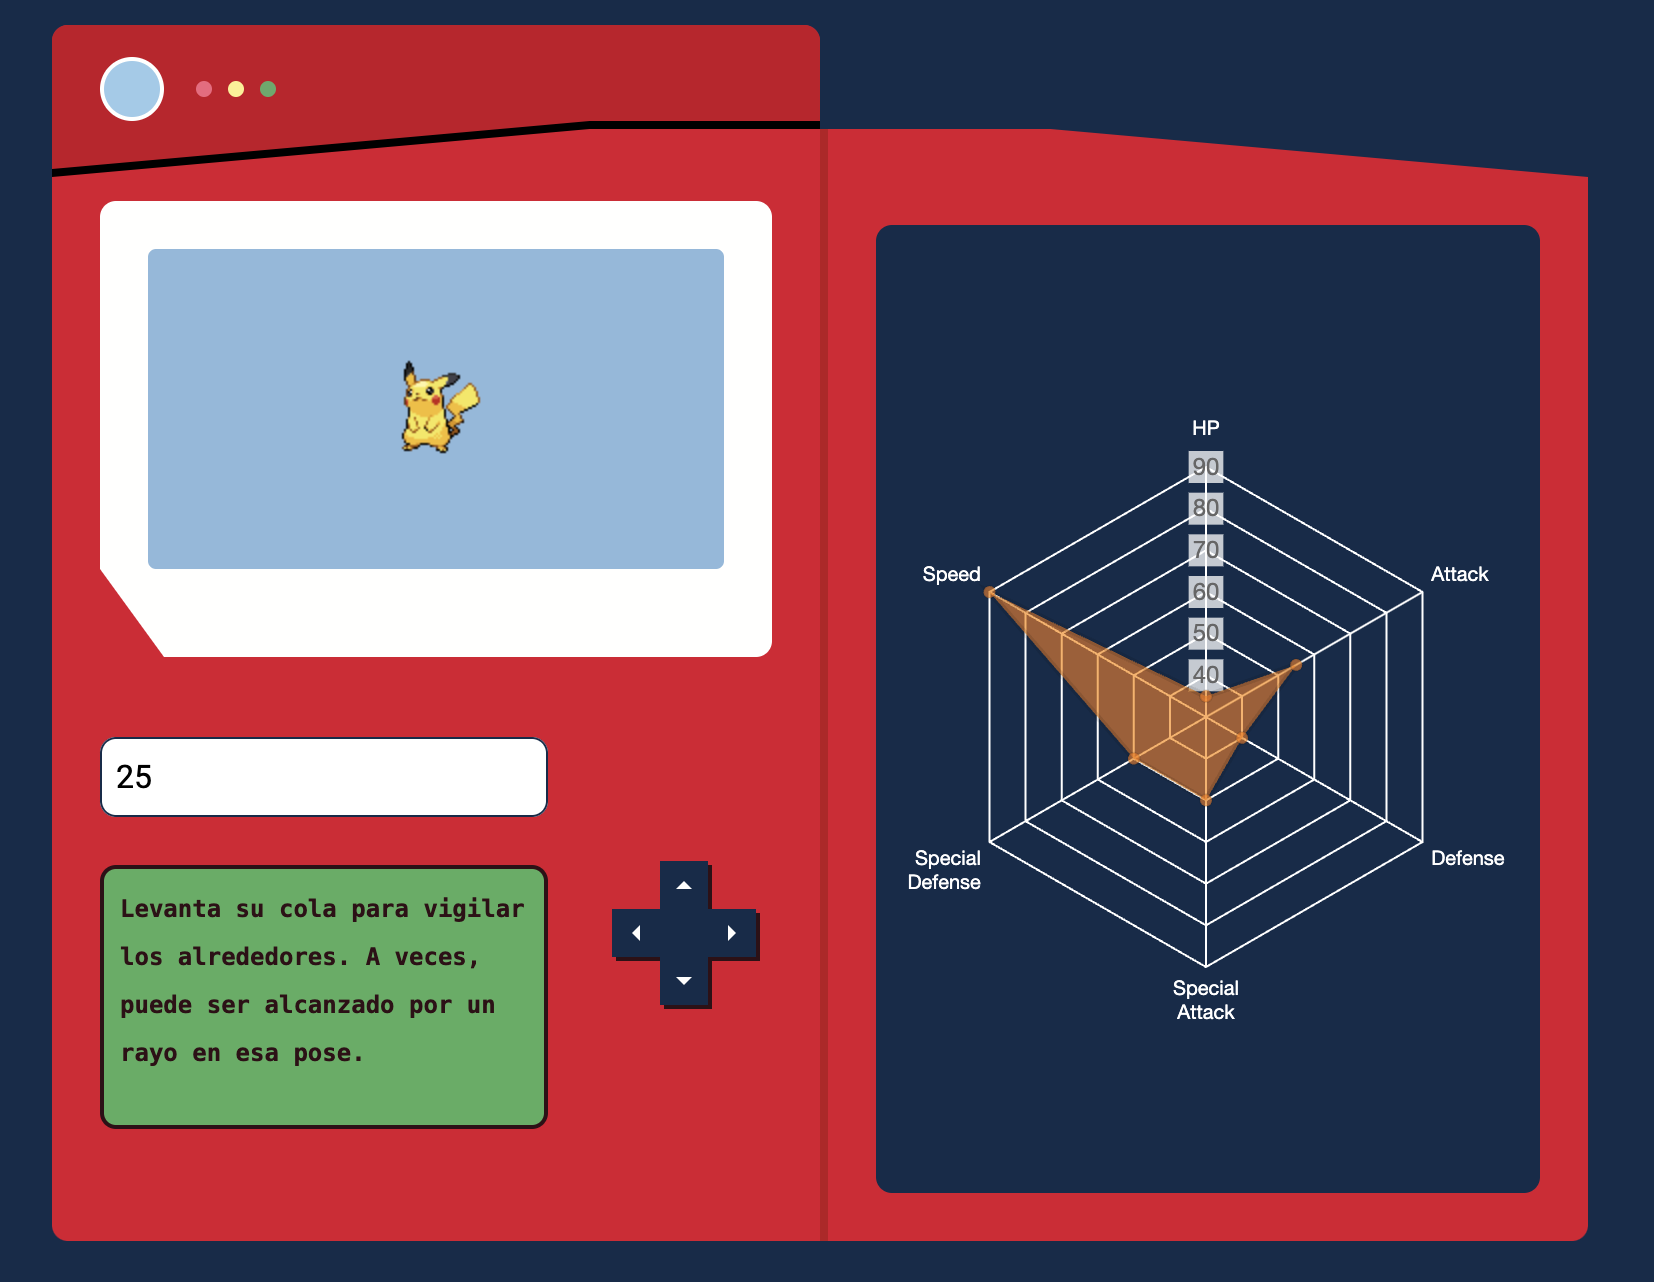 25
Levanta su cola para vigilar
los alrededores. A veces,
puede ser alcanzado por un
rayo en esa pose.
HP
90
80
70
60
50
40
Speed
Attack
Special
Defense
Defense
Special
Attack